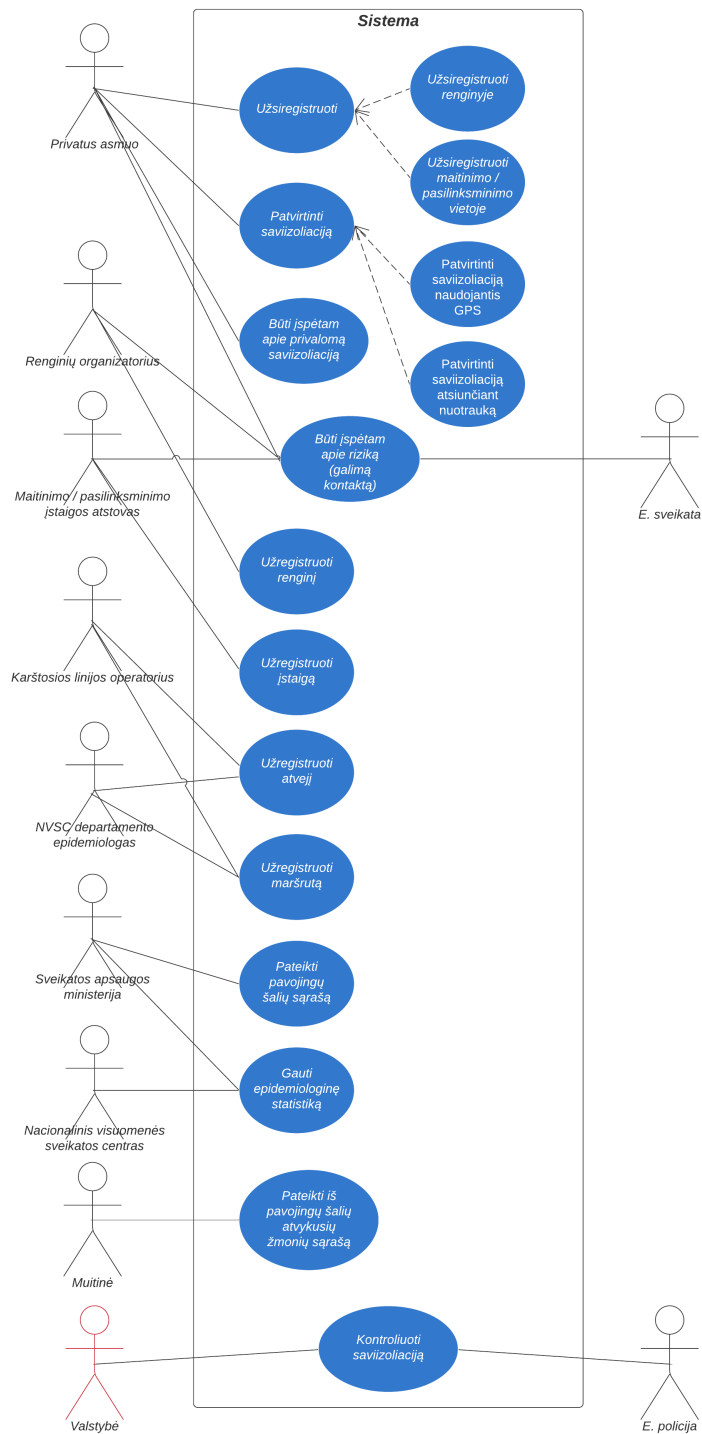 Sistema
Privatus asmuo
Užsiregistruoti
Užsiregistruoti
renginyje
Užsiregistruoti
maitinimo /
pasilinksminimo
vietoje
Patvirtinti
saviizoliaciją
Patvirtinti
saviizoliaciją
naudojantis
GPS
Renginių organizatorius
Būti įspėtam
apie privalomą
saviizoliaciją
Patvirtinti
saviizoliaciją
atsiunčiant
nuotrauką
Maitinimo / pasilinksminimo
įstaigos atstovas
Būti įspėtam
apie riziką
(galimą
kontaktą)
E. sveikata
Užregistruoti
renginį
Karštosios linijos operatorius
Užregistruoti
įstaigą
Užregistruoti
atvejį
NVSC departamento
epidemiologas
Užregistruoti
maršrutą
Sveikatos apsaugos
ministerija
Pateikti
pavojingų
šalių sąrašą
Gauti
epidemiologinę
statistiką
Nacionalinis visuomenės
sveikatos centras
Pateikti iš
pavojingų šalių
atvykusių
žmonių sąrašą
Muitinė
Kontroliuoti
saviizoliaciją
Valstybė
E. policija